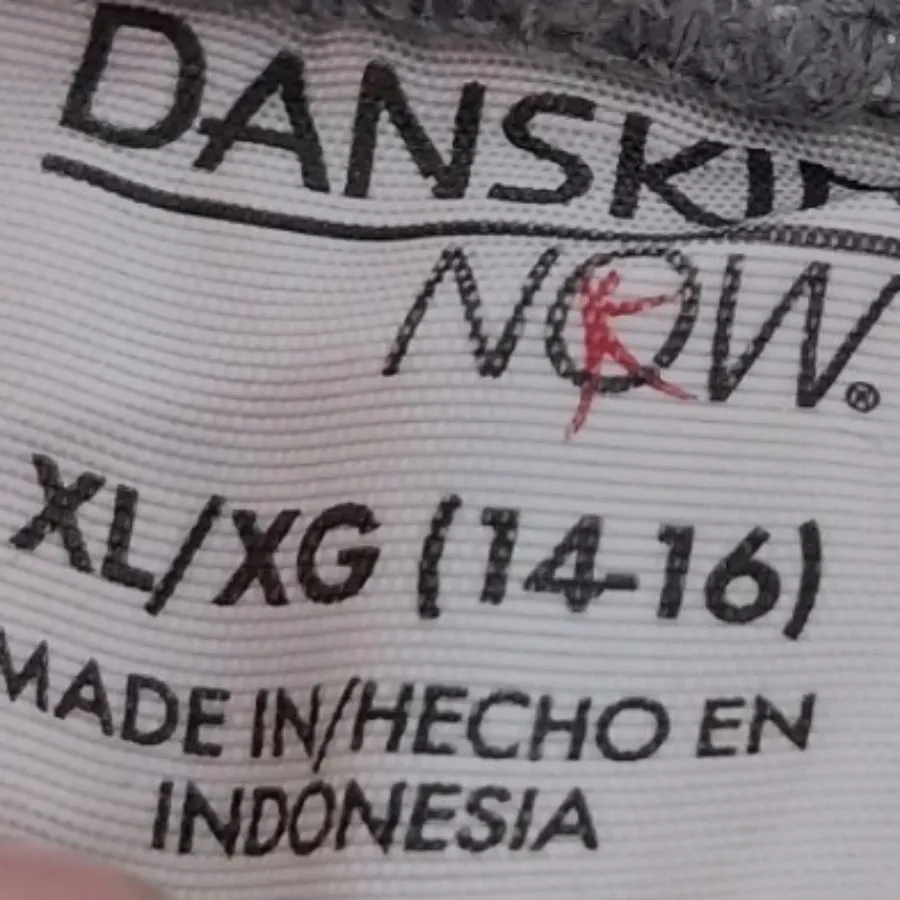 DANSKIN
NOW®
XL/XG (14-16)
MADE IN/HECHO EN
INDONESIA